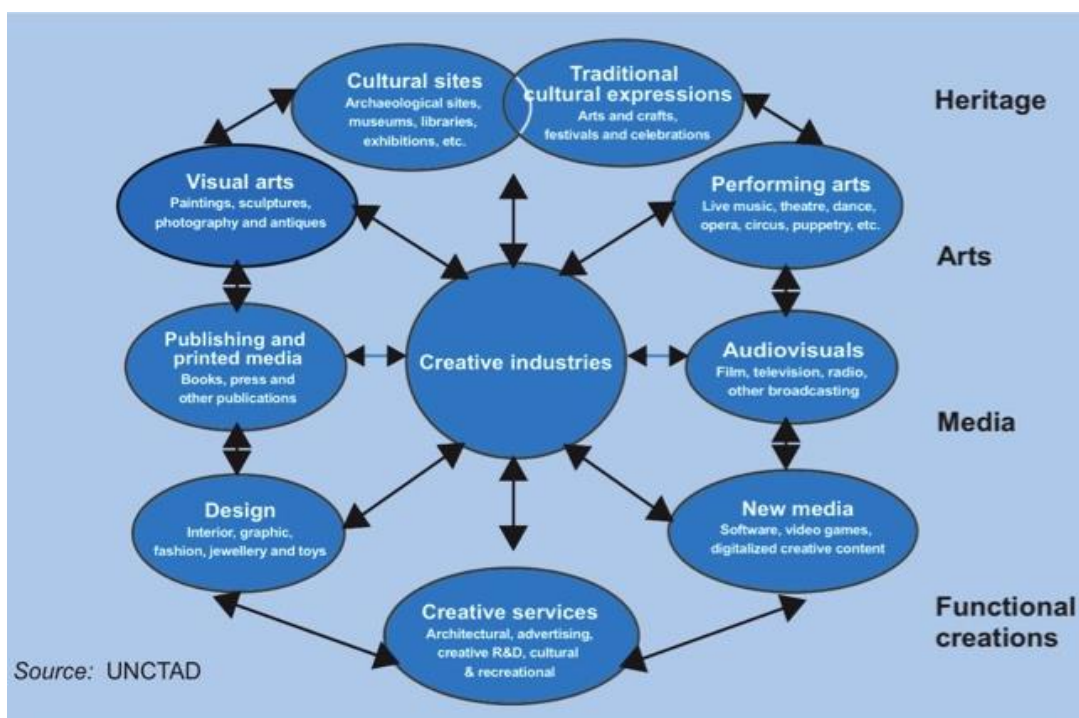 Cultural sites
Archaeological sites,
museums, libraries,
exhibitions, etc.
Traditional
cultural expressions
Arts and crafts,
festivals and celebrations
Heritage
Visual arts
Paintings, sculptures,
photography and antiques
Performing arts
Live music, theatre, dance,
opera, circus, puppetry, etc.
Arts
Publishing and
printed media
Books, press and
other publications
Creative industries
Audiovisuals
Film, television, radio,
other broadcasting
Media
Design
Interior, graphic,
fashion, jewellery and toys
New media
Software, video games,
digitalized creative content
Creative services
Architectural, advertising,
creative R&D, cultural
& recreational
Functional
creations
Source: UNCTAD